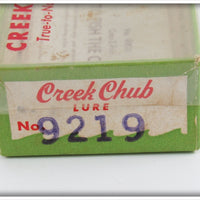 CREEK
True-to-N
Creek Chub
LURE
No. 9219